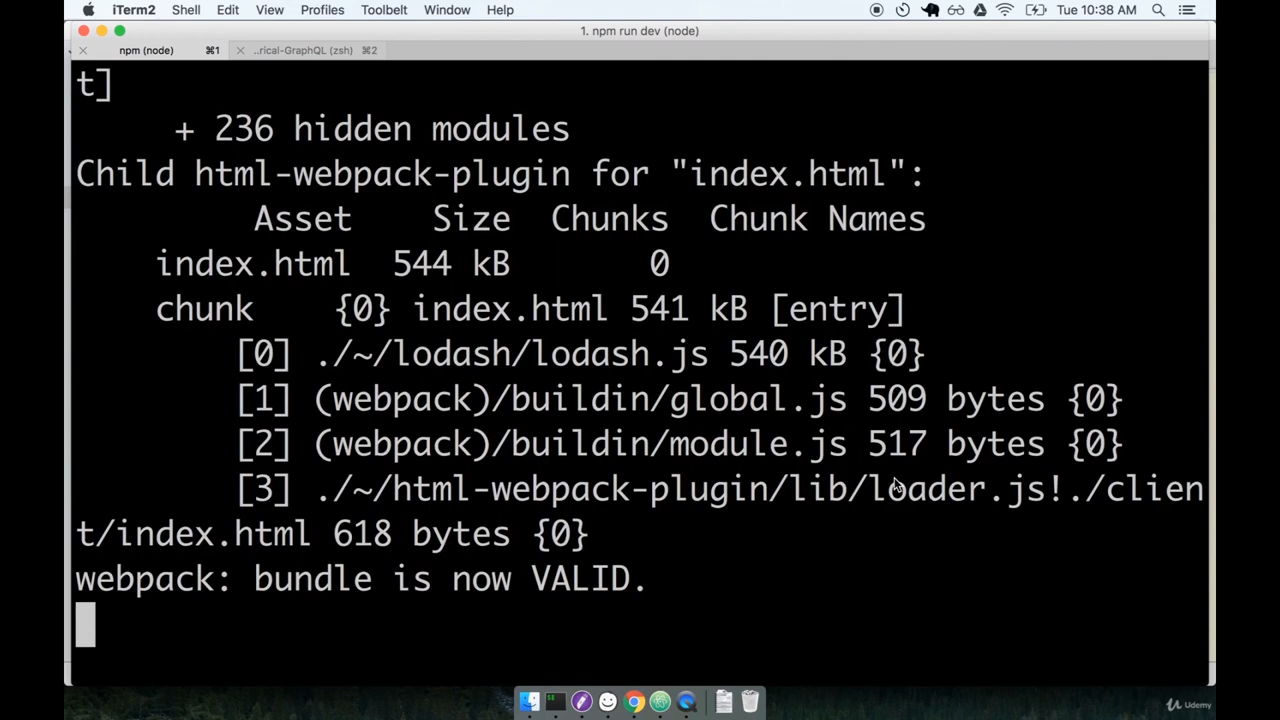 iTerm2 Shell Edit View Profiles Toolbelt Window Help Tue 10:38 AM
1. npm run dev (node)
npm (node) ⌘1 ..rical-GraphQL (zsh) ⌘2
t]
+ 236 hidden modules
Child html-webpack-plugin for "index.html":
Asset Size Chunks Chunk Names
index.html 544 kB 0
chunk {0} index.html 541 kB [entry]
[0] ./~/lodash/lodash.js 540 kB {0}
[1] (webpack)/buildin/global.js 509 bytes {0}
[2] (webpack)/buildin/module.js 517 bytes {0}
[3] ./~/html-webpack-plugin/lib/loader.js!./clien
t/index.html 618 bytes {0}
webpack: bundle is now VALID.
Udemy